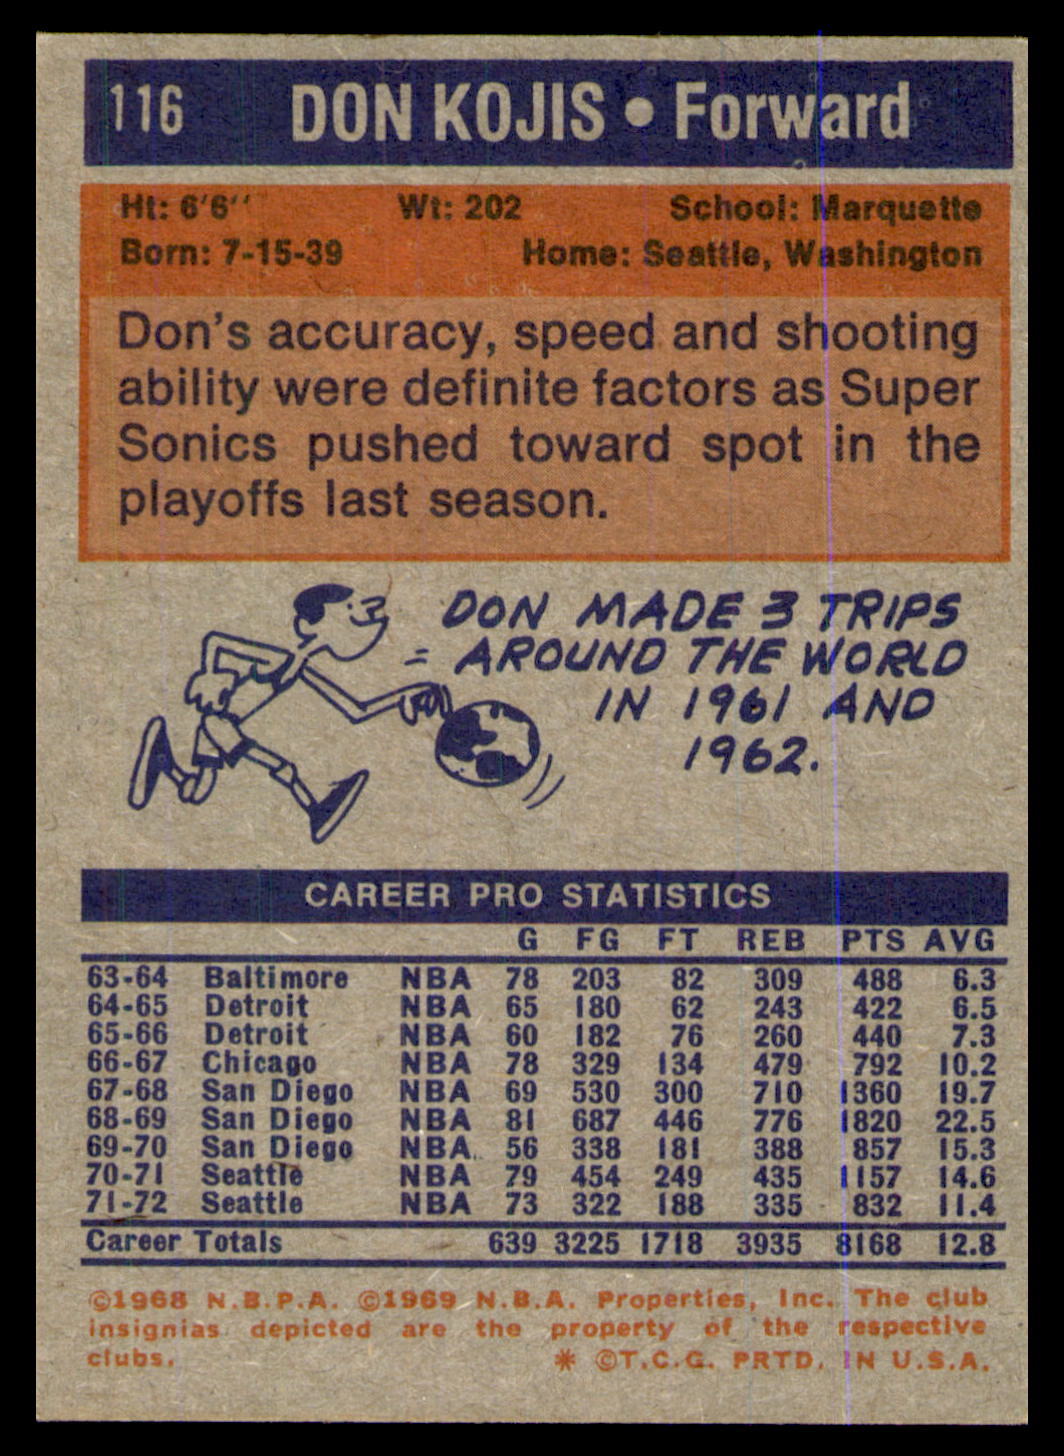 116 DON KOJIS • Forward
Ht: 6'6'' Wt: 202 School: Marquette
Born: 7-15-39 Home: Seattle, Washington
Don's accuracy, speed and shooting
ability were definite factors as Super
Sonics pushed toward spot in the
playoffs last season.
DON MADE 3 TRIPS
AROUND THE WORLD
IN 1961 AND
1962.
CAREER PRO STATISTICS
G FG FT REB PTS AVG
63-64 Baltimore NBA 78 203 82 309 488 6.3
64-65 Detroit NBA 65 180 62 243 422 6.5
65-66 Detroit NBA 60 182 76 260 440 7.3
66-67 Chicago NBA 78 329 134 479 792 10.2
67-68 San Diego NBA 69 530 300 710 1360 19.7
68-69 San Diego NBA 81 687 446 776 1820 22.5
69-70 San Diego NBA 56 338 181 388 857 15.3
70-71 Seattle NBA 79 454 249 435 1157 14.6
71-72 Seattle NBA 73 322 188 335 832 11.4
Career Totals 639 3225 1718 3935 8168 12.8
©1968 N.B.P.A. ©1969 N.B.A. Properties, Inc. The club
insignias depicted are the property of the respective
clubs. * ©T.C.G. PRTD. IN U.S.A.